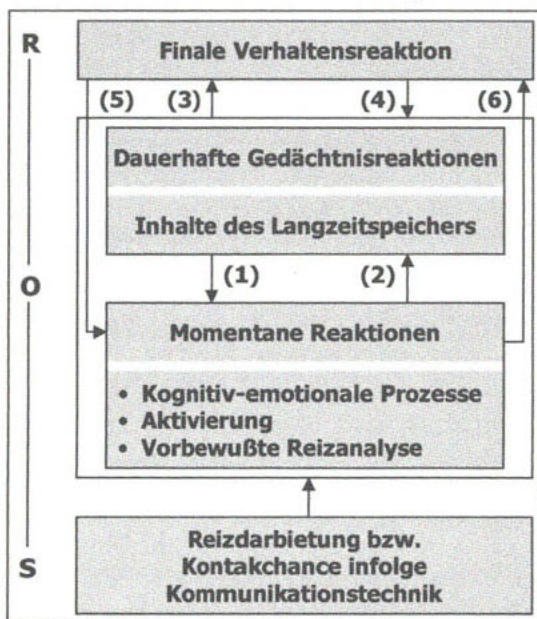 R
Finale Verhaltensreaktion
(5) (3) (4) (6)
Dauerhafte Gedächtnisreaktionen
Inhalte des Langzeitspeichers
(1) (2)
O
Momentane Reaktionen
• Kognitiv-emotionale Prozesse
• Aktivierung
• Vorbewußte Reizanalyse
Reizdarbietung bzw.
Kontakchance infolge
S
Kommunikationstechnik